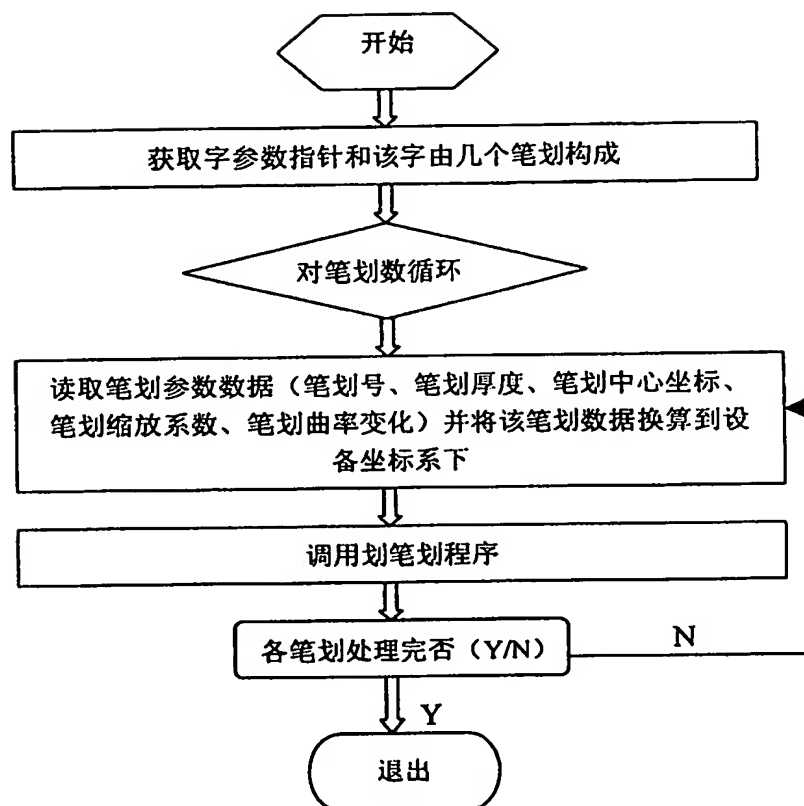 开始
获取字参数指针和该字由几个笔划构成
对笔划数循环
读取笔划参数数据（笔划号、笔划厚度、笔划中心坐标、
笔划缩放系数、笔划曲率变化）并将该笔划数据换算到设
备坐标系下
调用划笔划程序
各笔划处理完否（Y/N）
N
Y
退出